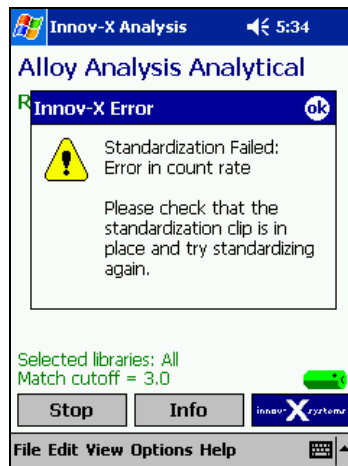 Innov-X Analysis 5:34
Alloy Analysis Analytical
R
Innov-X Error ok
Standardization Failed:
Error in count rate
Please check that the
standardization clip is in
place and try standardizing
again.
Selected libraries: All
Match cutoff = 3.0
Stop Info innov-X systems
File Edit View Options Help